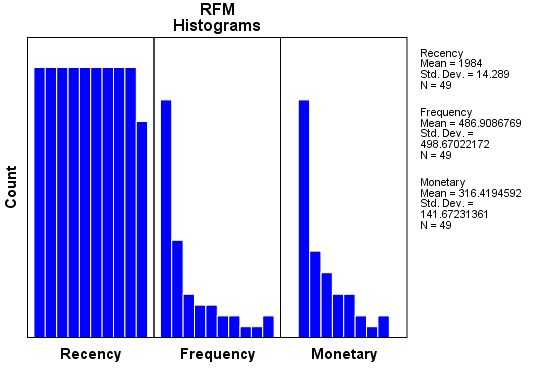 RFM
Histograms
Count
Recency
Frequency
Monetary
Recency
Mean = 1984
Std. Dev. = 14.289
N = 49
Frequency
Mean = 486.9086769
Std. Dev. =
498.67022172
N = 49
Monetary
Mean = 316.4194592
Std. Dev. =
141.67231361
N = 49